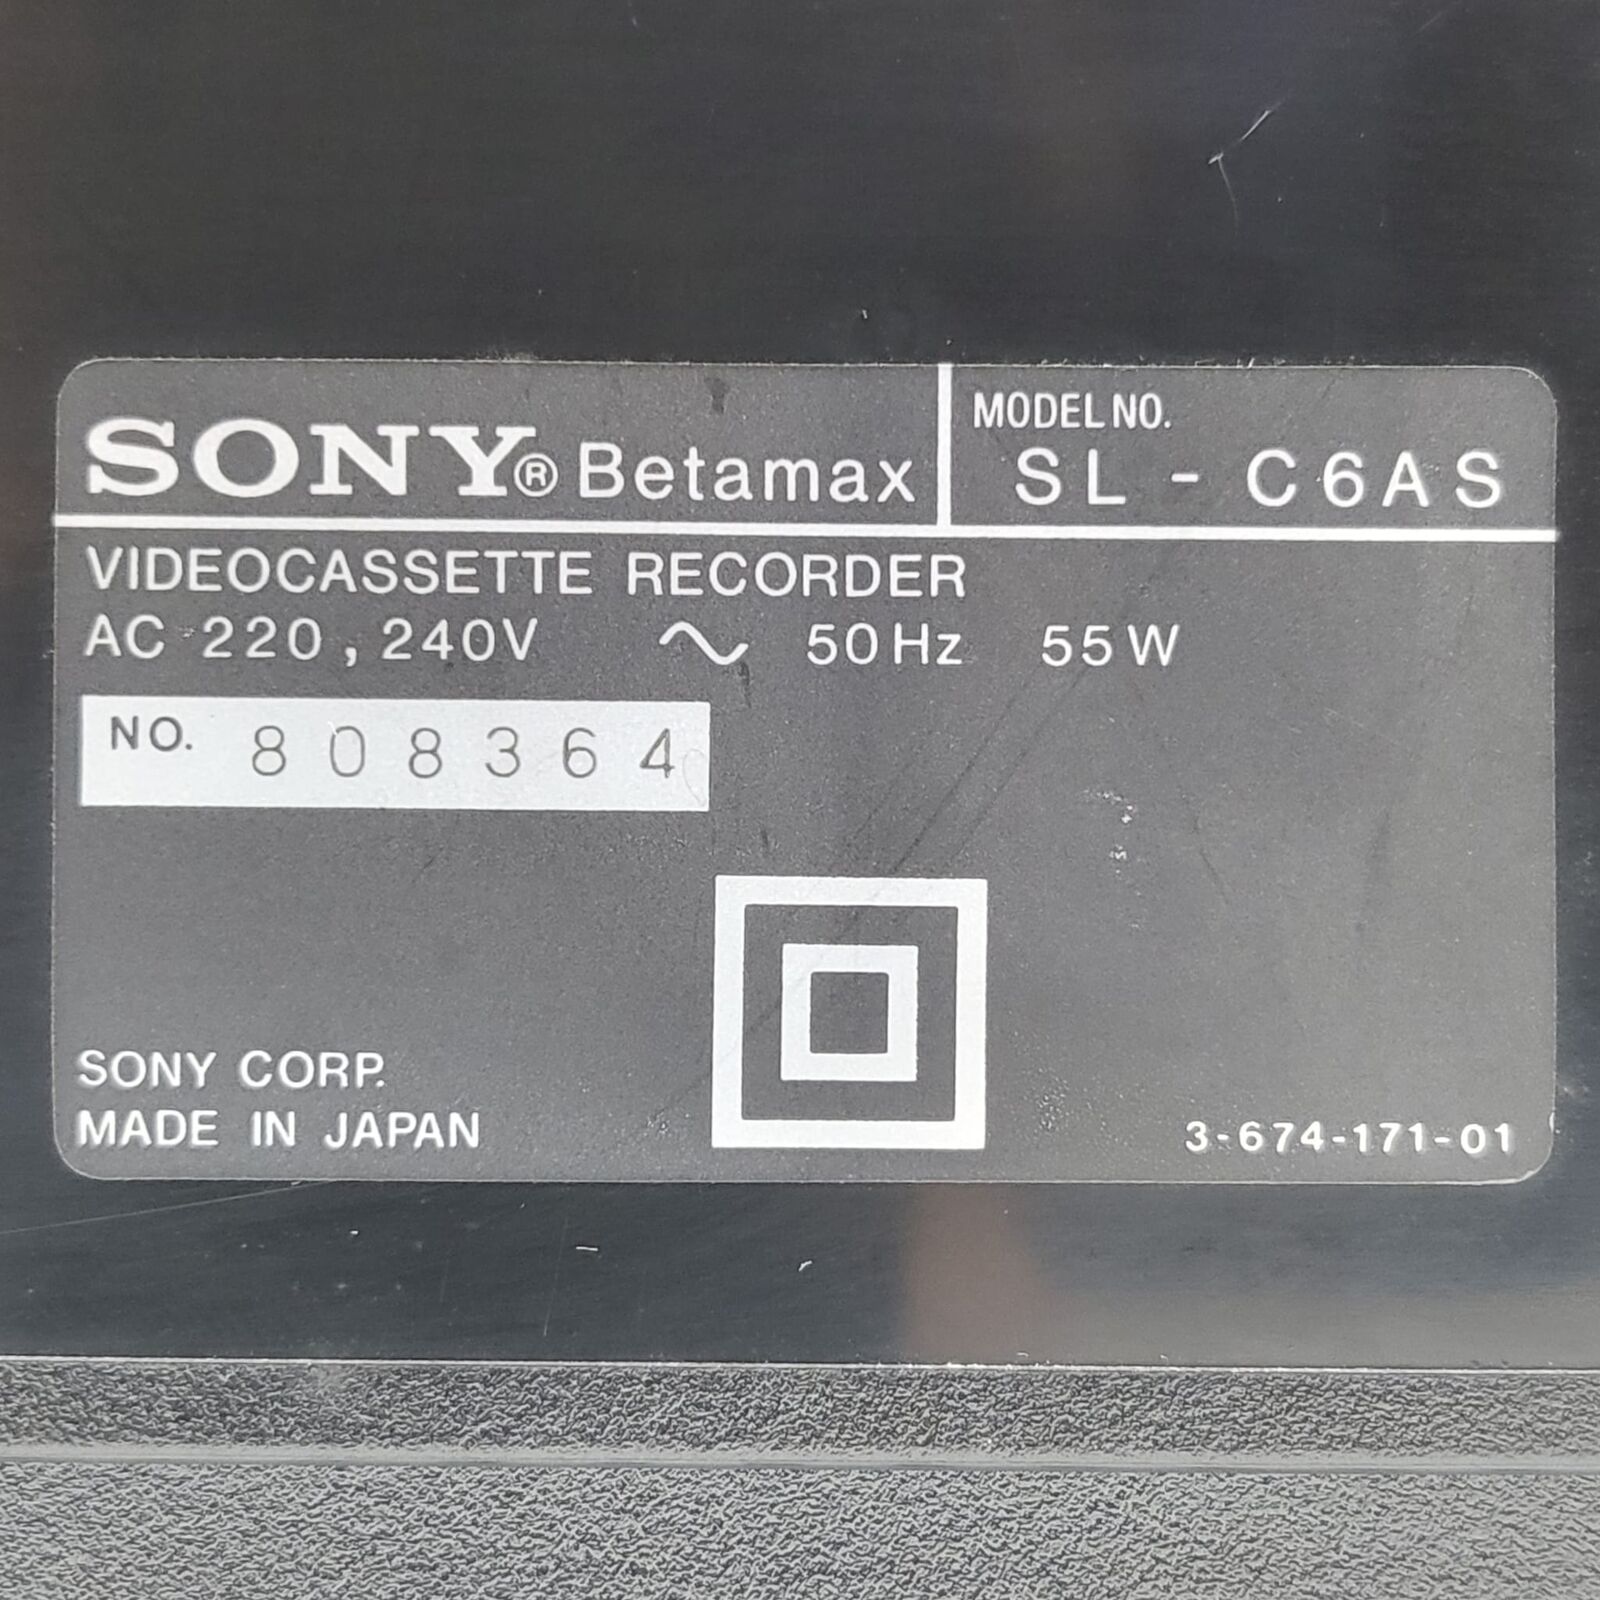 SONY® Betamax
MODEL NO.
SL - C6AS
VIDEOCASSETTE RECORDER
AC 220, 240V ~ 50Hz 55W
NO. 808364
SONY CORP.
MADE IN JAPAN
3-674-171-01